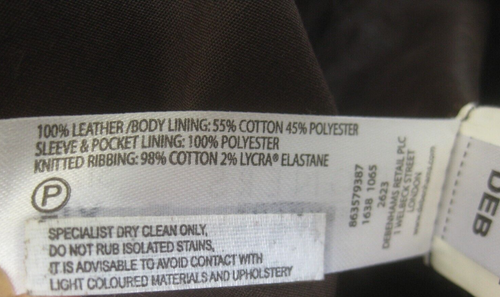 100% LEATHER /BODY LINING: 55% COTTON 45% POLYESTER
SLEEVE & POCKET LINING: 100% POLYESTER
KNITTED RIBBING: 98% COTTON 2% LYCRA® ELASTANE
P
SPECIALIST DRY CLEAN ONLY,
DO NOT RUB ISOLATED STAINS,
IT IS ADVISABLE TO AVOID CONTACT WITH
LIGHT COLOURED MATERIALS AND UPHOLSTERY
863579387
1638 1065
2623
DEBENHAMS RETAIL PLC
1 WELBECK STREET
LONDON
DEB